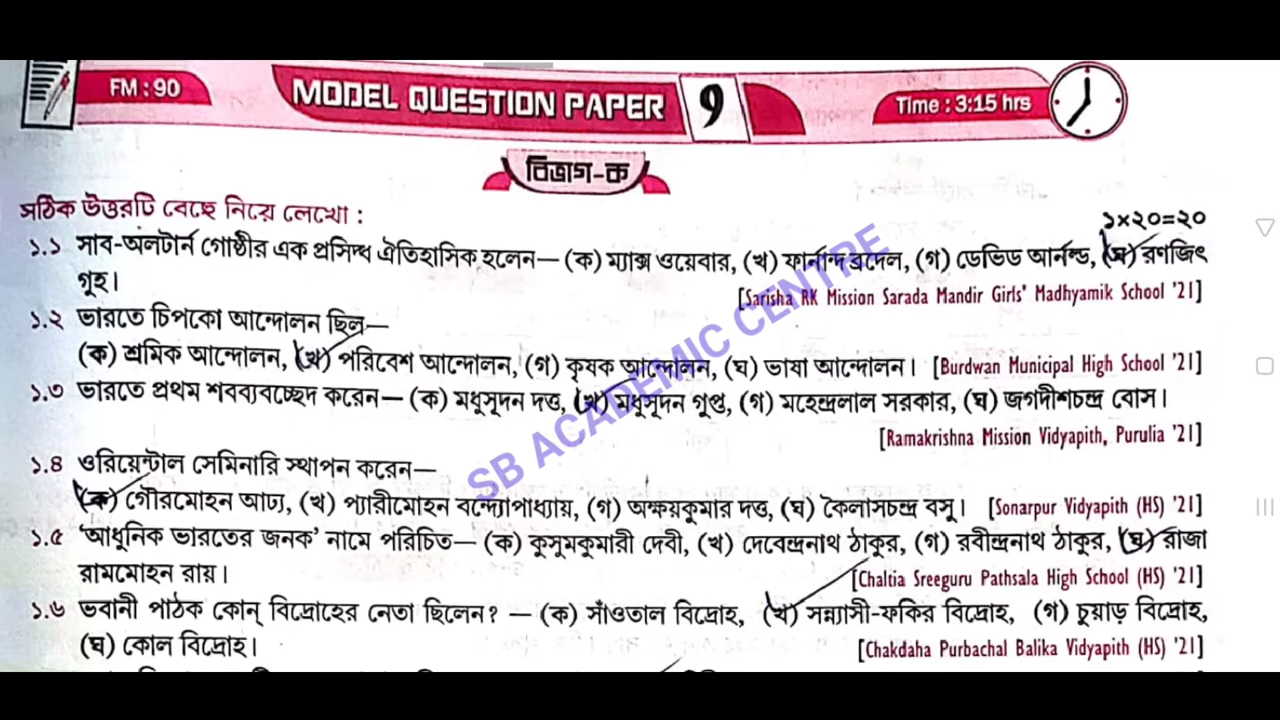 FM : 90
MODEL QUESTION PAPER
9
Time : 3:15 hrs
বিভাগ-ক
সঠিক উত্তরটি বেছে নিয়ে লেখো :
১×২০=২০
১.১ সাব-অলটার্ন গোষ্ঠীর এক প্রসিদ্ধ ঐতিহাসিক হলেন— (ক) ম্যাক্স ওয়েবার, (খ) ফার্নান্দ ব্রদেল, (গ) ডেভিড আর্নল্ড, (ঘ) রণজিৎ
গুহ।
[Sarisha RK Mission Sarada Mandir Girls' Madhyamik School '21]
১.২ ভারতে চিপকো আন্দোলন ছিল—
(ক) শ্রমিক আন্দোলন, (খ) পরিবেশ আন্দোলন, (গ) কৃষক আন্দোলন, (ঘ) ভাষা আন্দোলন। [Burdwan Municipal High School '21]
১.৩ ভারতে প্রথম শবব্যবচ্ছেদ করেন— (ক) মধুসূদন দত্ত, (খ) মধুসূদন গুপ্ত, (গ) মহেন্দ্রলাল সরকার, (ঘ) জগদীশচন্দ্র বোস।
[Ramakrishna Mission Vidyapith, Purulia '21]
১.৪ ওরিয়েন্টাল সেমিনারি স্থাপন করেন—
(ক) গৌরমোহন আঢ্য, (খ) প্যারীমোহন বন্দ্যোপাধ্যায়, (গ) অক্ষয়কুমার দত্ত, (ঘ) কৈলাসচন্দ্র বসু। [Sonarpur Vidyapith (HS) '21]
১.৫ 'আধুনিক ভারতের জনক' নামে পরিচিত— (ক) কুসুমকুমারী দেবী, (খ) দেবেন্দ্রনাথ ঠাকুর, (গ) রবীন্দ্রনাথ ঠাকুর, (ঘ) রাজা
রামমোহন রায়।
[Chaltia Sreeguru Pathsala High School (HS) '21]
১.৬ ভবানী পাঠক কোন্ বিদ্রোহের নেতা ছিলেন? — (ক) সাঁওতাল বিদ্রোহ, (খ) সন্ন্যাসী-ফকির বিদ্রোহ, (গ) চুয়াড় বিদ্রোহ,
(ঘ) কোল বিদ্রোহ।
[Chakdaha Purbachal Balika Vidyapith (HS) '21]
SB ACADEMIC CENTRE